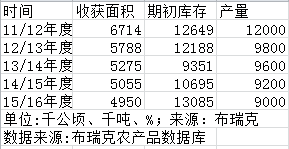 时间 收获面积 期初库存 产量
11/12年度 6714 12649 12000
12/13年度 5788 12188 9800
13/14年度 5275 9351 9600
14/15年度 5055 10695 9200
15/16年度 4950 13085 9000
单位:千公顷、千吨、%；来源：布瑞克
数据来源:布瑞克农产品数据库